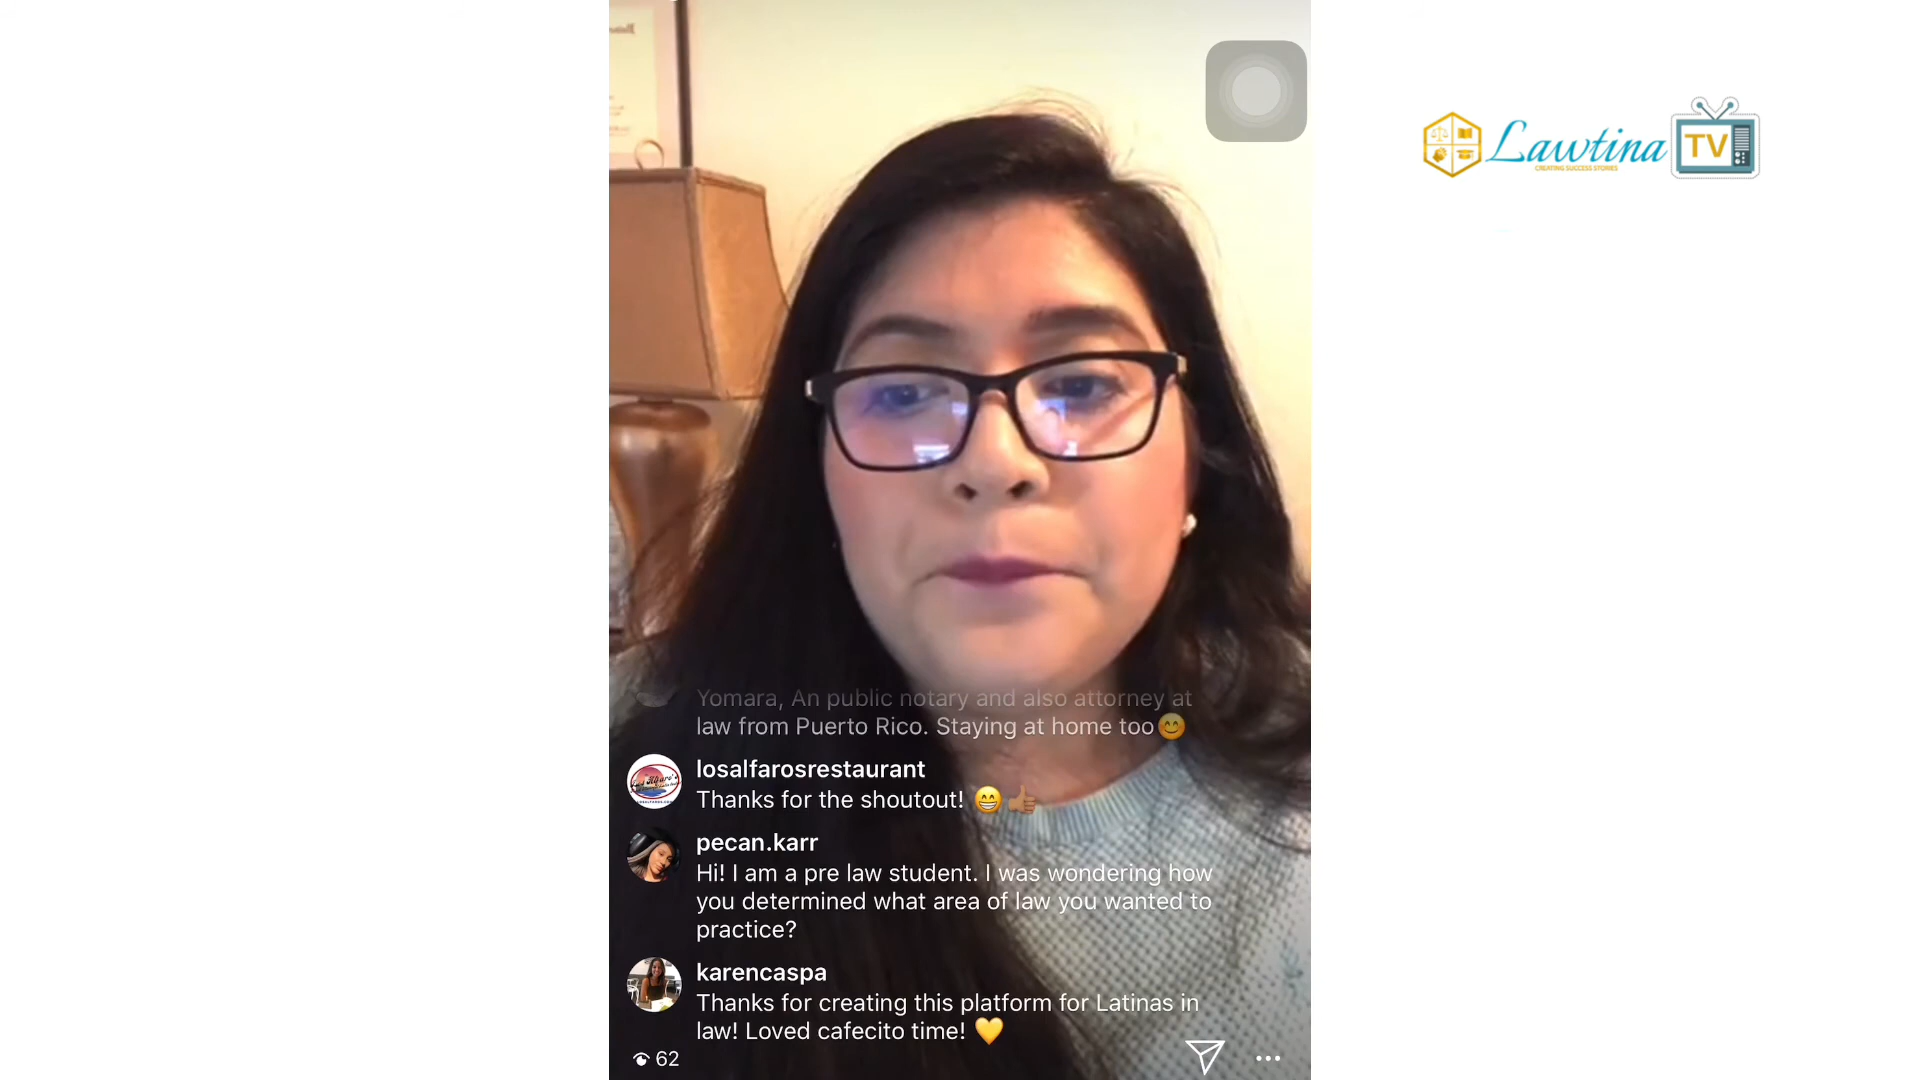 Lawtina TV
CREATING SUCCESS STORIES
Yomara, An public notary and also attorney at
law from Puerto Rico. Staying at home too😊
losalfarosrestaurant
Thanks for the shoutout! 😁👍🏽
pecan.karr
Hi! I am a pre law student. I was wondering how
you determined what area of law you wanted to
practice?
karencaspa
Thanks for creating this platform for Latinas in
law! Loved cafecito time! 💛
62